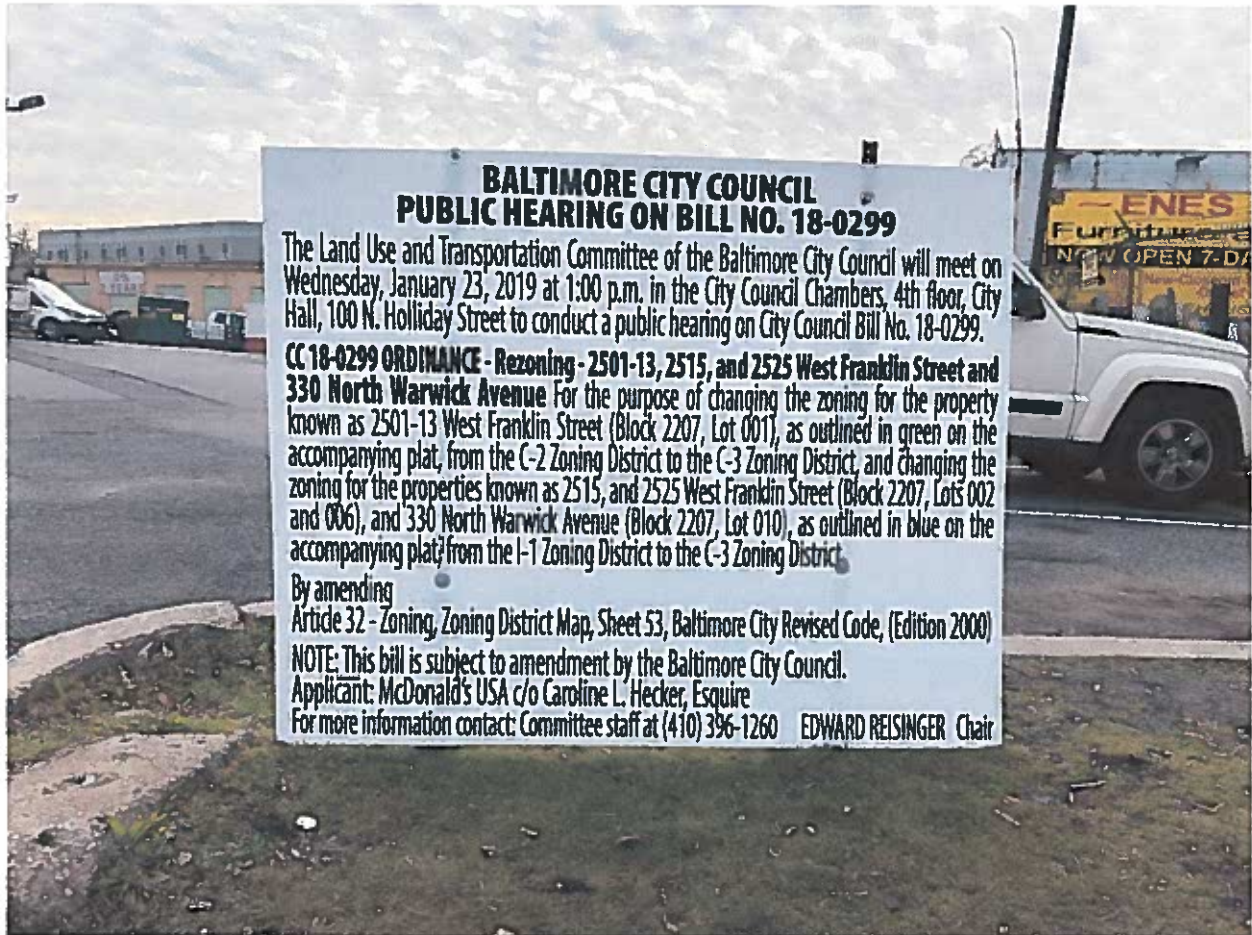 BALTIMORE CITY COUNCIL
PUBLIC HEARING ON BILL NO. 18-0299
The Land Use and Transportation Committee of the Baltimore City Council will meet on
Wednesday, January 23, 2019 at 1:00 p.m. in the City Council Chambers, 4th floor, City
Hall, 100 N. Holliday Street to conduct a public hearing on City Council Bill No. 18-0299.
CC 18-0299 ORDINANCE - Rezoning - 2501-13, 2515, and 2525 West Franklin Street and
330 North Warwick Avenue For the purpose of changing the zoning for the property
known as 2501-13 West Franklin Street (Block 2207, Lot 001), as outlined in green on the
accompanying plat, from the C-2 Zoning District to the C-3 Zoning District, and changing the
zoning for the properties known as 2515, and 2525 West Franklin Street (Block 2207, Lots 002
and 006), and 330 North Warwick Avenue (Block 2207, Lot 010), as outlined in blue on the
accompanying plat, from the I-1 Zoning District to the C-3 Zoning District.
By amending
Article 32 - Zoning, Zoning District Map, Sheet 53, Baltimore City Revised Code, (Edition 2000)
NOTE: This bill is subject to amendment by the Baltimore City Council.
Applicant: McDonald's USA c/o Caroline L. Hecker, Esquire
For more information contact: Committee staff at (410) 396-1260 EDWARD REISINGER Chair
~ENES
Furniture
NOW OPEN 7-DA